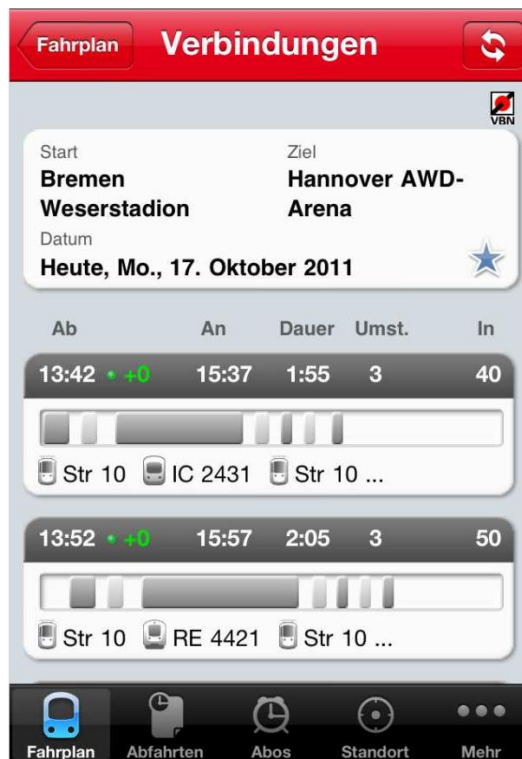 Fahrplan Verbindungen
VBN
Start Ziel
Bremen Hannover AWD-
Weserstadion Arena
Datum
Heute, Mo., 17. Oktober 2011
Ab An Dauer Umst. In
13:42 +0 15:37 1:55 3 40
Str 10 IC 2431 Str 10 ...
13:52 +0 15:57 2:05 3 50
Str 10 RE 4421 Str 10 ...
Fahrplan Abfahrten Abos Standort Mehr